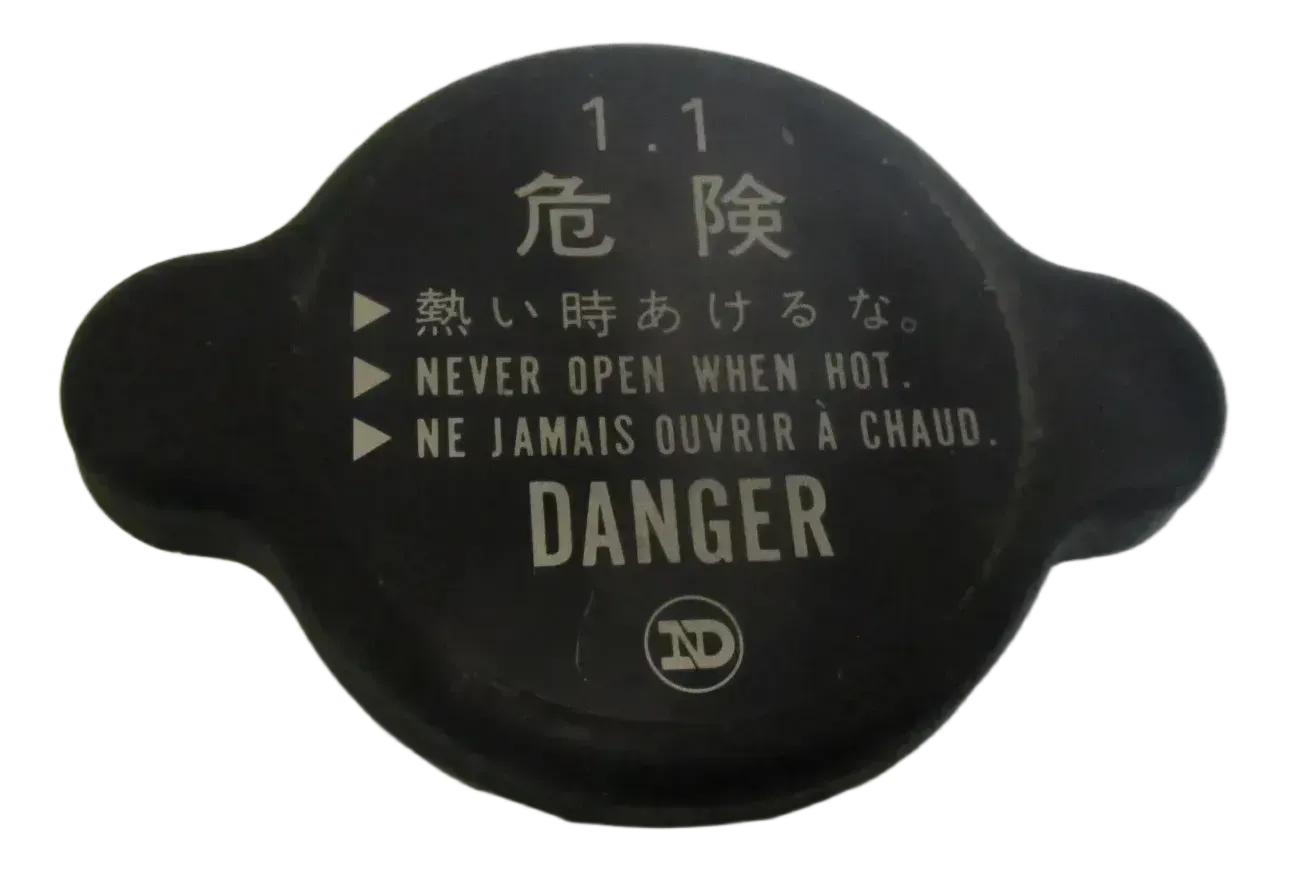 1.1
危険
▶ 熱い時あけるな。
▶ NEVER OPEN WHEN HOT.
▶ NE JAMAIS OUVRIR À CHAUD.
DANGER
ND